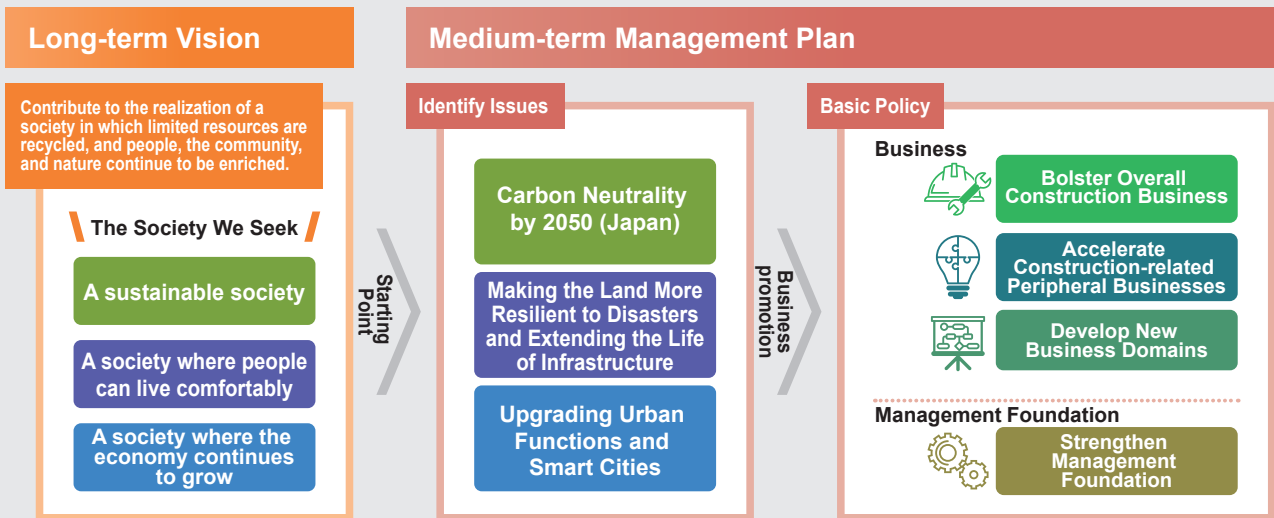 Long-term Vision
Contribute to the realization of a
society in which limited resources are
recycled, and people, the community,
and nature continue to be enriched.
The Society We Seek
A sustainable society
A society where people
can live comfortably
A society where the
economy continues
to grow
Starting
Point
Medium-term Management Plan
Identify Issues
Carbon Neutrality
by 2050 (Japan)
Making the Land More
Resilient to Disasters
and Extending the Life
of Infrastructure
Upgrading Urban
Functions and
Smart Cities
Business
promotion
Basic Policy
Business
Bolster Overall
Construction Business
Accelerate
Construction-related
Peripheral Businesses
Develop New
Business Domains
Management Foundation
Strengthen
Management
Foundation